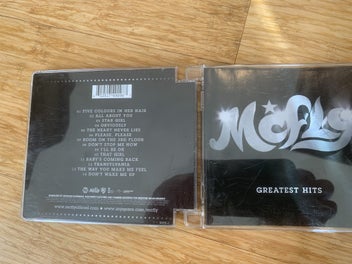 01 FIVE COLOURS IN HER HAIR
02 ALL ABOUT YOU
03 STAR GIRL
04 OBVIOUSLY
05 THE HEART NEVER LIES
06 PLEASE, PLEASE
07 ROOM ON THE 3RD FLOOR
08 DON'T STOP ME NOW
09 I'LL BE OK
10 THAT GIRL
11 BABY'S COMING BACK
12 TRANSYLVANIA
13 THE WAY YOU MAKE ME FEEL
14 DON'T WAKE ME UP
McFly
GREATEST HITS